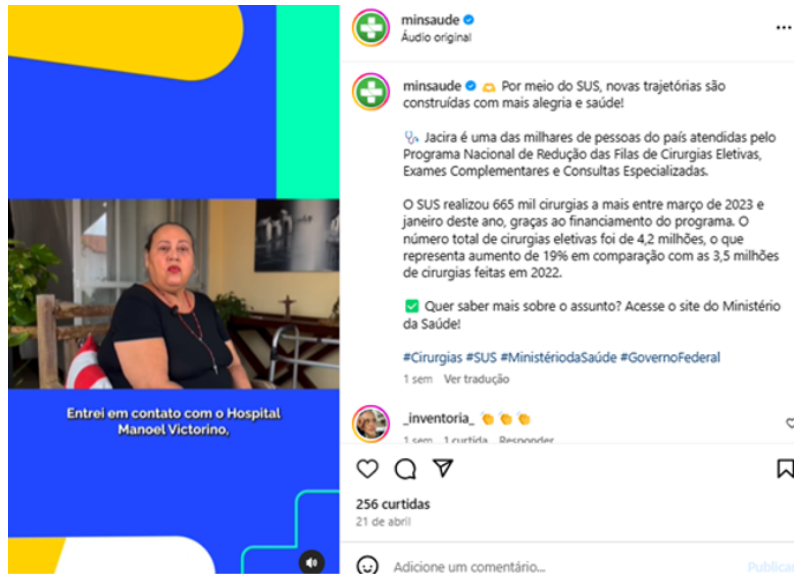 minsaude
Áudio original
minsaude 🫶 Por meio do SUS, novas trajetórias são
construídas com mais alegria e saúde!
🩺 Jacira é uma das milhares de pessoas do país atendidas pelo
Programa Nacional de Redução das Filas de Cirurgias Eletivas,
Exames Complementares e Consultas Especializadas.
O SUS realizou 665 mil cirurgias a mais entre março de 2023 e
janeiro deste ano, graças ao financiamento do programa. O
número total de cirurgias eletivas foi de 4,2 milhões, o que
representa aumento de 19% em comparação com as 3,5 milhões
de cirurgias feitas em 2022.
✅ Quer saber mais sobre o assunto? Acesse o site do Ministério
da Saúde!
#Cirurgias #SUS #MinistériodaSaúde #GovernoFederal
1 sem Ver tradução
_inventoria_ 👏👏👏
1 sem 1 curtida Responder
256 curtidas
21 de abril
Adicione um comentário...
Publicar
Entrei em contato com o Hospital
Manoel Victorino,